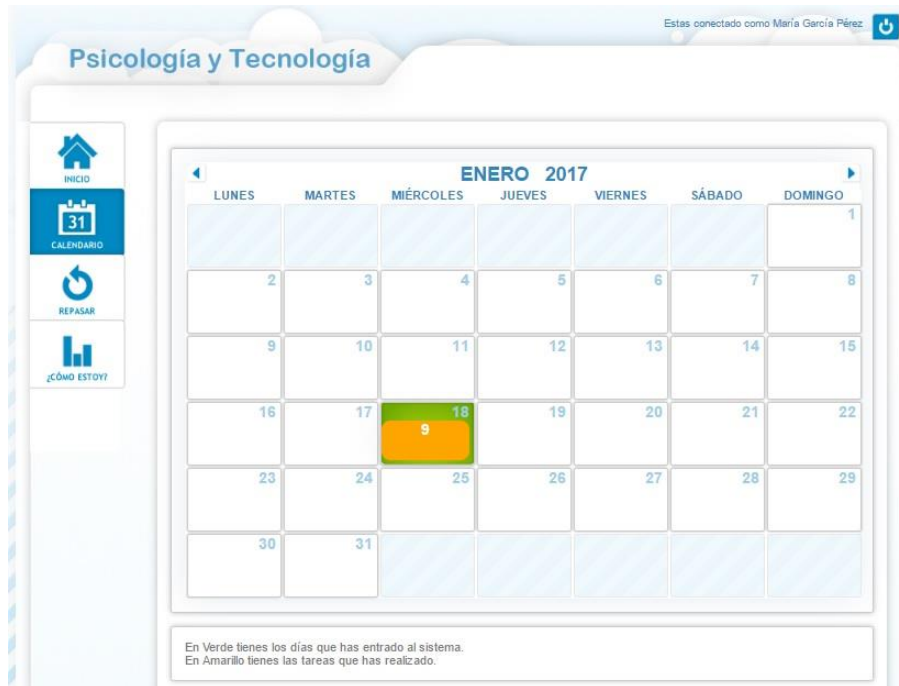 Estas conectado como María García Pérez
Psicología y Tecnología
INICIO
31
CALENDARIO
REPASAR
¿CÓMO ESTOY?
ENERO 2017
LUNES MARTES MIÉRCOLES JUEVES VIERNES SÁBADO DOMINGO
1
2 3 4 5 6 7 8
9 10 11 12 13 14 15
16 17 18 19 20 21 22
9
23 24 25 26 27 28 29
30 31
En Verde tienes los días que has entrado al sistema.
En Amarillo tienes las tareas que has realizado.